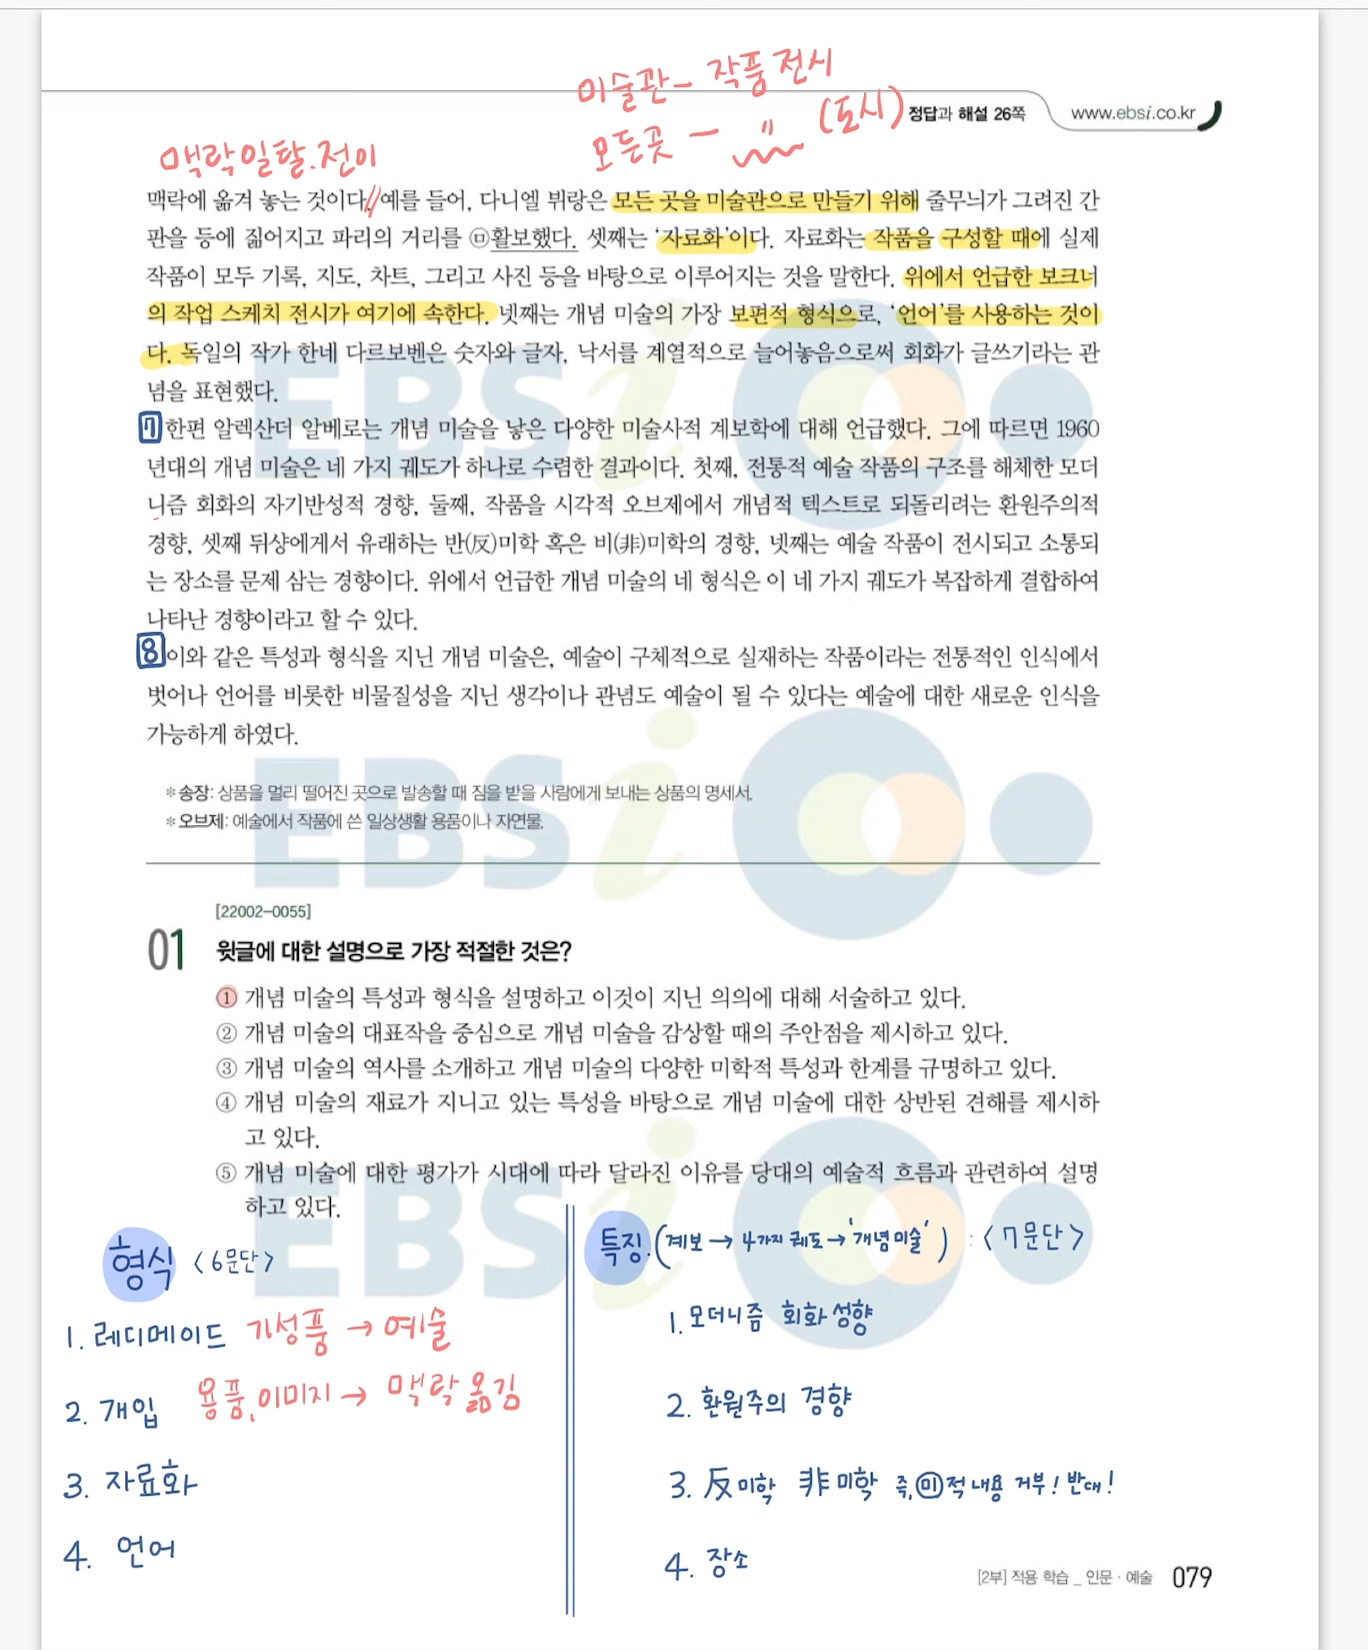 미술관 - 작품 전시
모든곳 - 〃 (도시)
정답과 해설 26쪽
www.ebsi.co.kr
맥락일탈.전이
맥락에 옮겨 놓는 것이다. 예를 들어, 다니엘 뷔랑은 모든 곳을 미술관으로 만들기 위해 줄무늬가 그려진 간
판을 등에 짊어지고 파리의 거리를 ㉤활보했다. 셋째는 ‘자료화’이다. 자료화는 작품을 구성할 때에 실제
작품이 모두 기록, 지도, 차트, 그리고 사진 등을 바탕으로 이루어지는 것을 말한다. 위에서 언급한 보크너
의 작업 스케치 전시가 여기에 속한다. 넷째는 개념 미술의 가장 보편적 형식으로, ‘언어’를 사용하는 것이
다. 독일의 작가 한네 다르보벤은 숫자와 글자, 낙서를 계열적으로 늘어놓음으로써 회화가 글쓰기라는 관
념을 표현했다.
7 한편 알렉산더 알베로는 개념 미술을 낳은 다양한 미술사적 계보학에 대해 언급했다. 그에 따르면 1960
년대의 개념 미술은 네 가지 궤도가 하나로 수렴한 결과이다. 첫째, 전통적 예술 작품의 구조를 해체한 모더
니즘 회화의 자기반성적 경향, 둘째, 작품을 시각적 오브제에서 개념적 텍스트로 되돌리려는 환원주의적
경향, 셋째 뒤샹에게서 유래하는 반(反)미학 혹은 비(非)미학의 경향, 넷째는 예술 작품이 전시되고 소통되
는 장소를 문제 삼는 경향이다. 위에서 언급한 개념 미술의 네 형식은 이 네 가지 궤도가 복잡하게 결합하여
나타난 경향이라고 할 수 있다.
8 이와 같은 특성과 형식을 지닌 개념 미술은, 예술이 구체적으로 실재하는 작품이라는 전통적인 인식에서
벗어나 언어를 비롯한 비물질성을 지닌 생각이나 관념도 예술이 될 수 있다는 예술에 대한 새로운 인식을
가능하게 하였다.
*송장: 상품을 멀리 떨어진 곳으로 발송할 때 짐을 받을 사람에게 보내는 상품의 명세서.
*오브제: 예술에서 작품에 쓴 일상생활 용품이나 자연물.
[22002-0055]
01 윗글에 대한 설명으로 가장 적절한 것은?
① 개념 미술의 특성과 형식을 설명하고 이것이 지닌 의의에 대해 서술하고 있다.
② 개념 미술의 대표작을 중심으로 개념 미술을 감상할 때의 주안점을 제시하고 있다.
③ 개념 미술의 역사를 소개하고 개념 미술의 다양한 미학적 특성과 한계를 규명하고 있다.
④ 개념 미술의 재료가 지니고 있는 특성을 바탕으로 개념 미술에 대한 상반된 견해를 제시하
고 있다.
⑤ 개념 미술에 대한 평가가 시대에 따라 달라진 이유를 당대의 예술적 흐름과 관련하여 설명
하고 있다.
형식 <6문단>
1. 레디메이드 기성품 → 예술
2. 개입 용품, 이미지 → 맥락 옮김
3. 자료화
4. 언어
특징. (계보 → 4가지 궤도 → '개념미술') : <7문단>
1. 모더니즘 회화 성향
2. 환원주의 경향
3. 反미학 非미학 즉, 미적 내용 거부! 반대!
4. 장소
[2부] 적용 학습 _ 인문·예술 079
EBSi
EBSi
EBSi